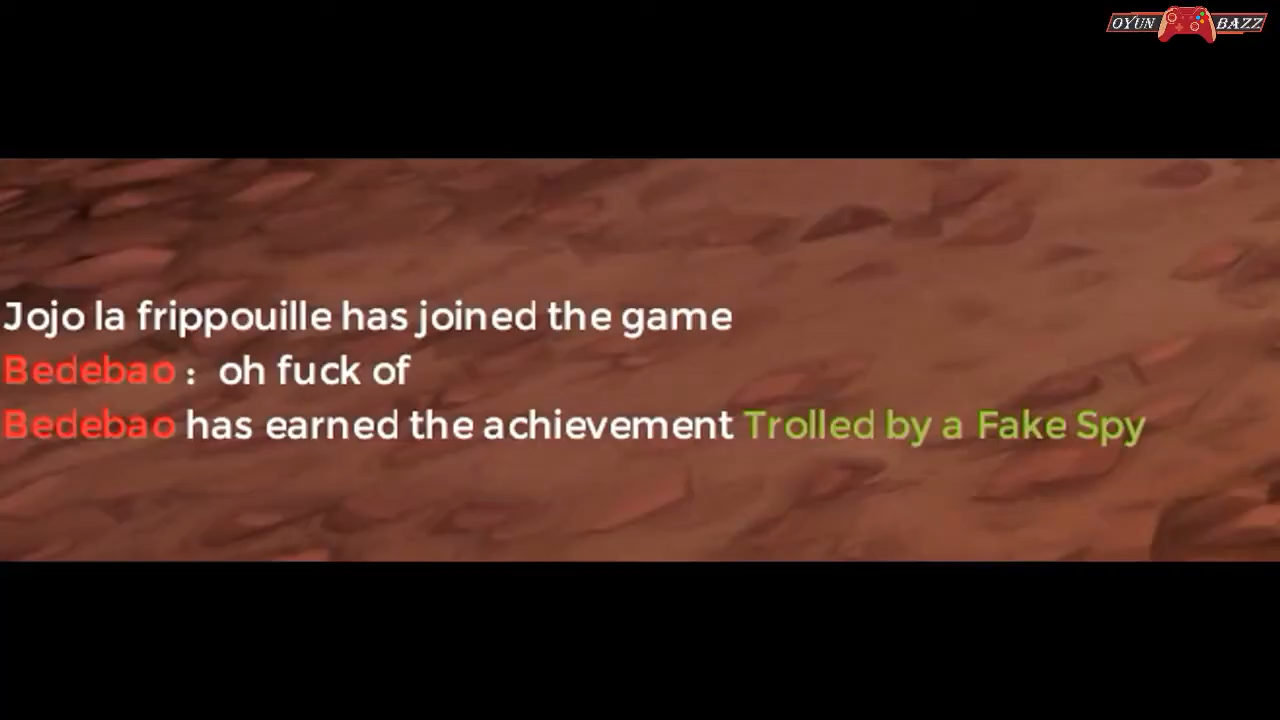 OYUN BAZZ
Jojo la frippouille has joined the game
Bedebao : oh fuck of
Bedebao has earned the achievement Trolled by a Fake Spy